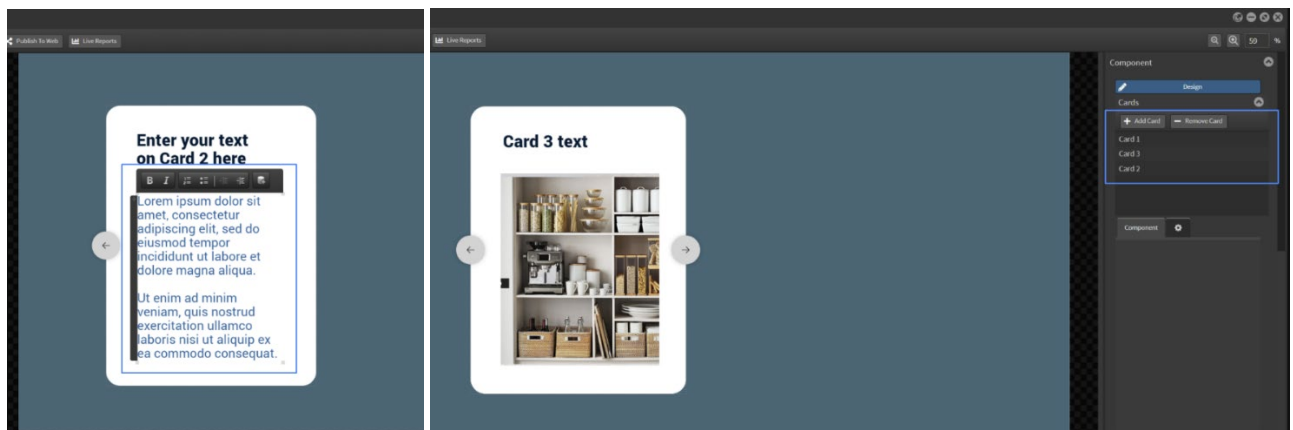 Publish To Web
Live Reports
Enter your text
on Card 2 here
B I
Lorem ipsum dolor sit
amet, consectetur
adipiscing elit, sed do
eiusmod tempor
incididunt ut labore et
dolore magna aliqua.
Ut enim ad minim
veniam, quis nostrud
exercitation ullamco
laboris nisi ut aliquip ex
ea commodo consequat.
Live Reports
59 %
Card 3 text
Component
Design
Cards
Add Card
Remove Card
Card 1
Card 3
Card 2
Component